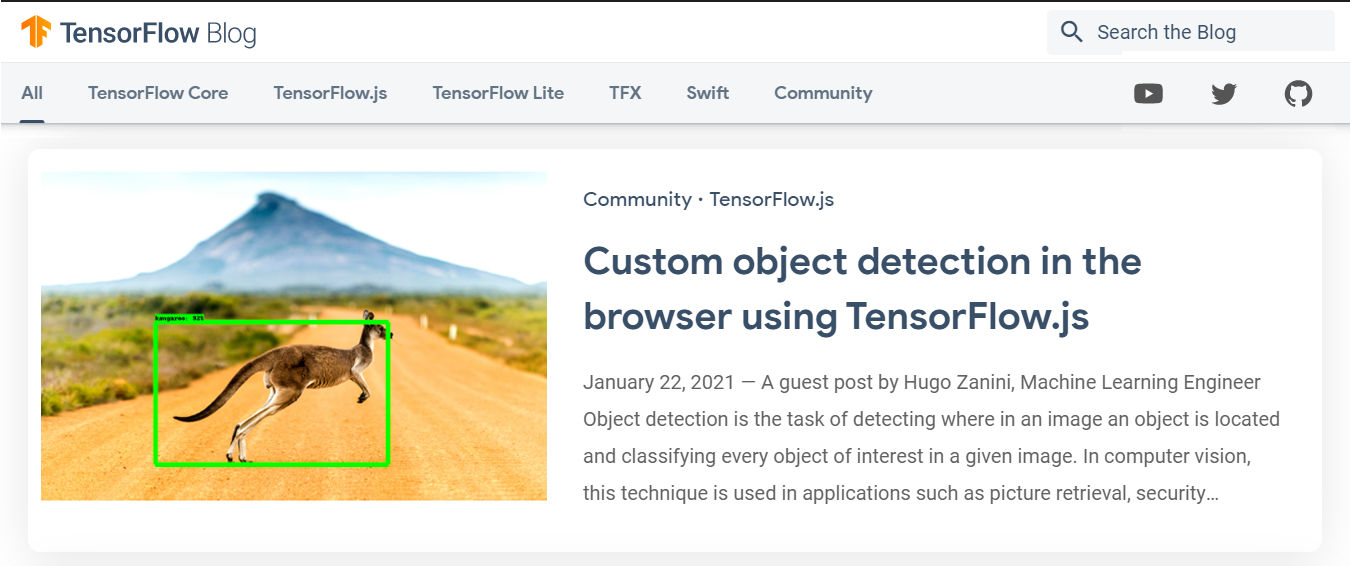 TensorFlow Blog
Search the Blog
All TensorFlow Core TensorFlow.js TensorFlow Lite TFX Swift Community
kangaroo: 92%
Community · TensorFlow.js
Custom object detection in the
browser using TensorFlow.js
January 22, 2021 — A guest post by Hugo Zanini, Machine Learning Engineer
Object detection is the task of detecting where in an image an object is located
and classifying every object of interest in a given image. In computer vision,
this technique is used in applications such as picture retrieval, security…